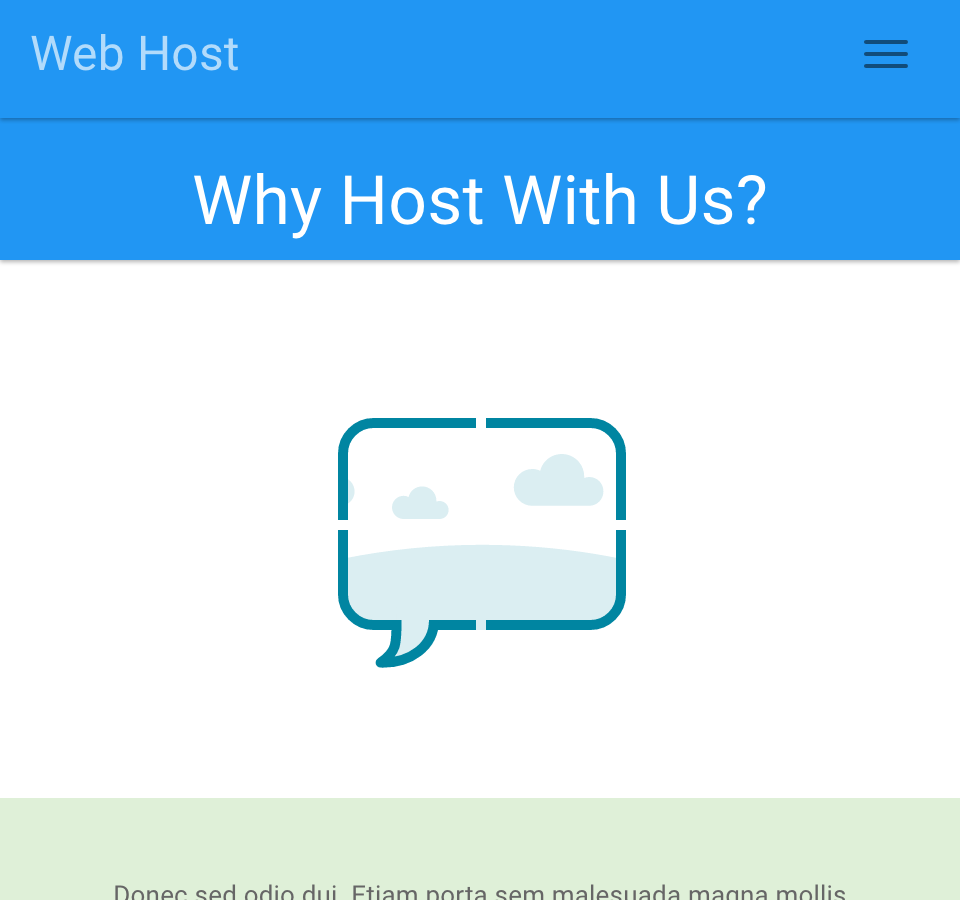 Web Host
Why Host With Us?
Donec sed odio dui. Etiam porta sem malesuada magna mollis